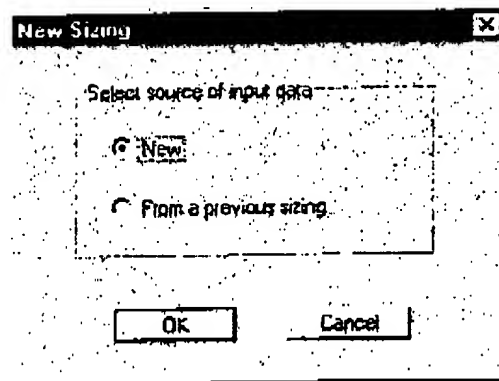 New Sizing
Select source of input data
New
From a previous sizing
OK
Cancel